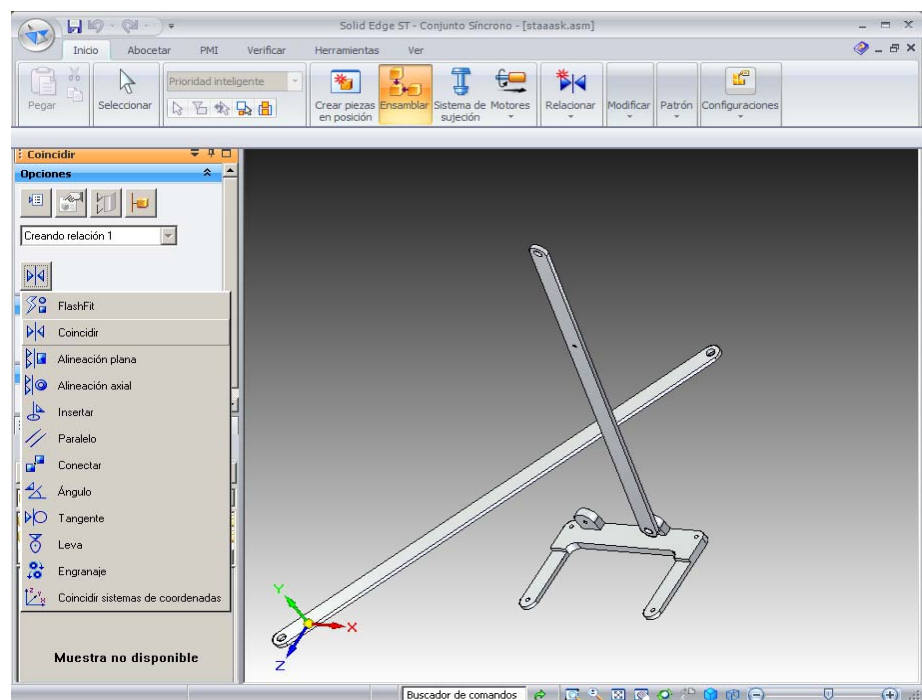 Solid Edge ST - Conjunto Síncrono - [staaask.asm]
Inicio Abocetar PMI Verificar Herramientas Ver
Prioridad inteligente
Pegar Seleccionar Crear piezas en posición Ensamblar Sistema de sujeción Motores Relacionar Modificar Patrón Configuraciones
Coincidir
Opciones
Creando relación 1
FlashFit
Coincidir
Alineación plana
Alineación axial
Insertar
Paralelo
Conectar
Ángulo
Tangente
Leva
Engranaje
Coincidir sistemas de coordenadas
Y
X
Z
Muestra no disponible
Buscador de comandos